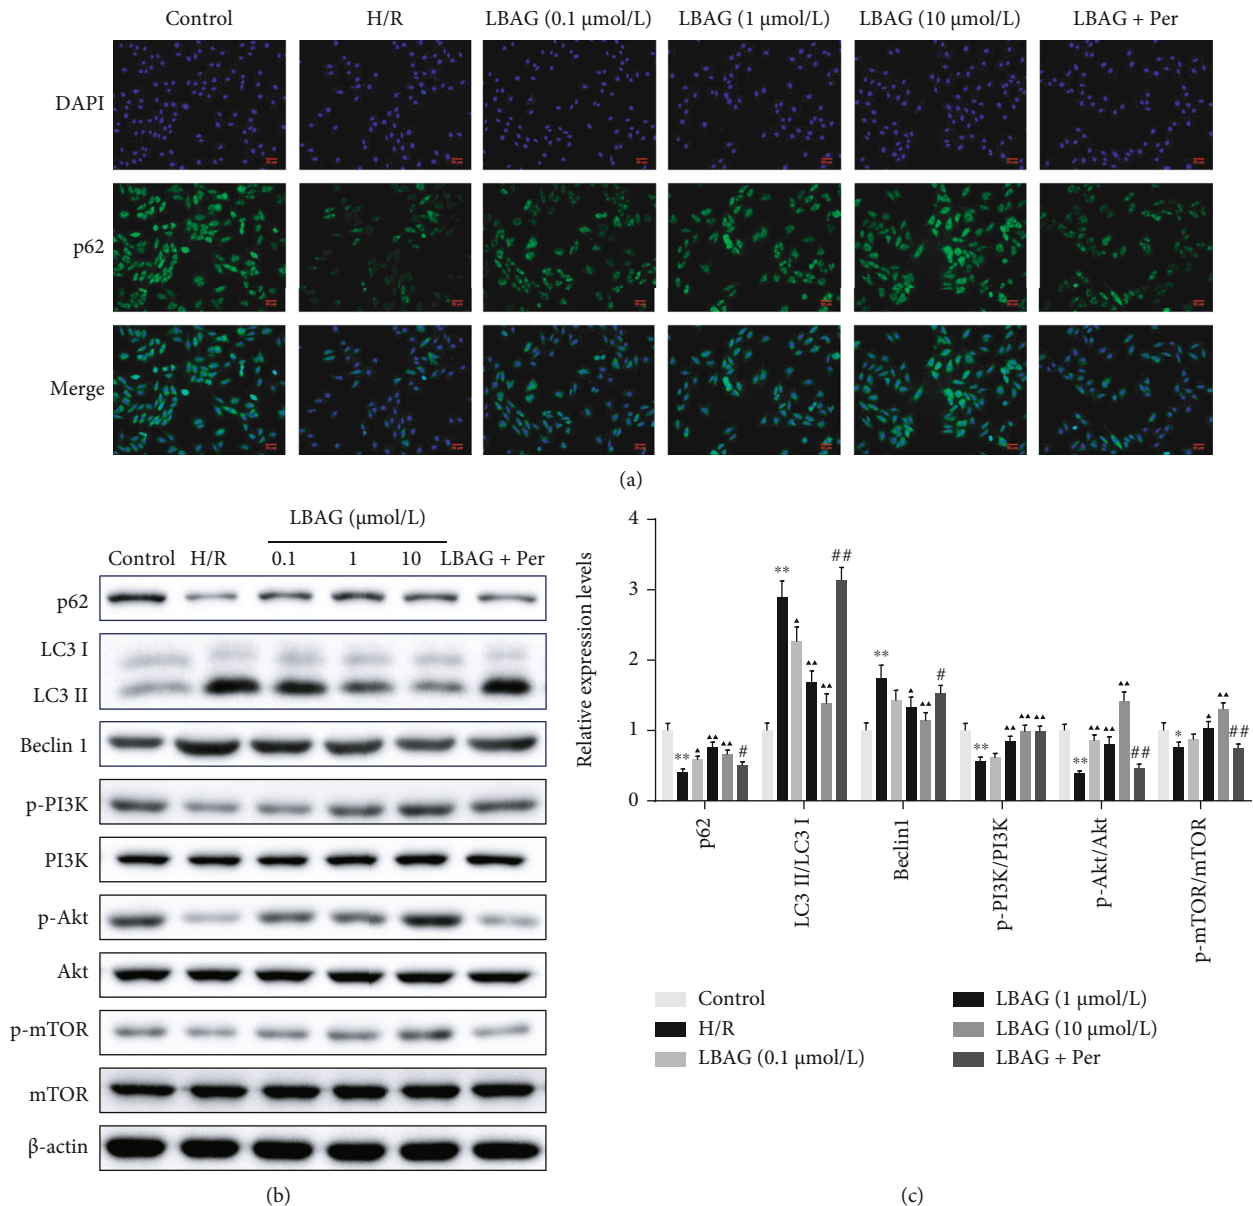 Control H/R LBAG (0.1 µmol/L) LBAG (1 µmol/L) LBAG (10 µmol/L) LBAG + Per
DAPI
p62
Merge
(a)
LBAG (µmol/L)
Control H/R 0.1 1 10 LBAG + Per
p62
LC3 I
LC3 II
Beclin 1
p-PI3K
PI3K
p-Akt
Akt
p-mTOR
mTOR
β-actin
(b)
Relative expression levels
4
3
2
1
0
** ▲ ▲▲ ▲▲ #
** ▲ ▲▲ ▲▲ ##
** ▲ ▲▲ #
** ▲▲ ▲▲ ▲▲
** ▲▲ ▲▲ ▲▲ ##
* ▲ ▲▲ ##
p62
LC3 II/LC3 I
Beclin1
p-PI3K/PI3K
p-Akt/Akt
p-mTOR/mTOR
Control
H/R
LBAG (0.1 µmol/L)
LBAG (1 µmol/L)
LBAG (10 µmol/L)
LBAG + Per
(c)